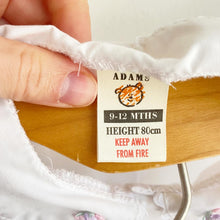 ADAMS
9-12 MTHS
HEIGHT 80cm
KEEP AWAY
FROM FIRE